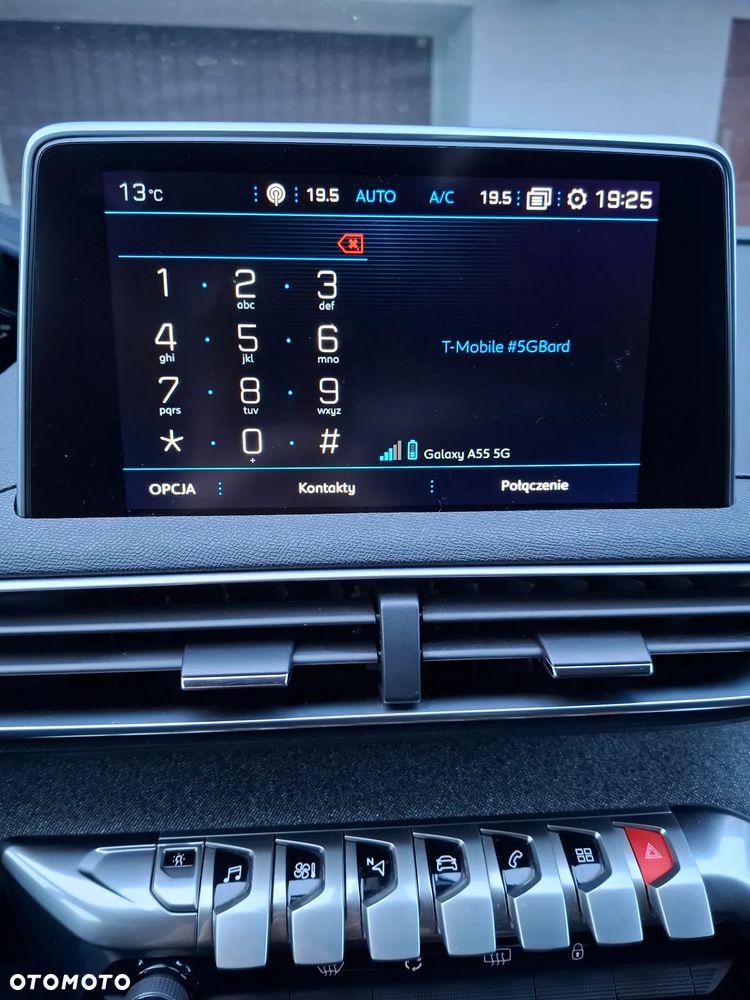 13°C 19.5 AUTO A/C 19.5 19:25
1 2 3
abc def
4 5 6
ghi jkl mno
T-Mobile #5GBard
7 8 9
pqrs tuv wxyz
* 0 #
+
Galaxy A55 5G
OPCJA Kontakty Połączenie
N
OTOMOTO